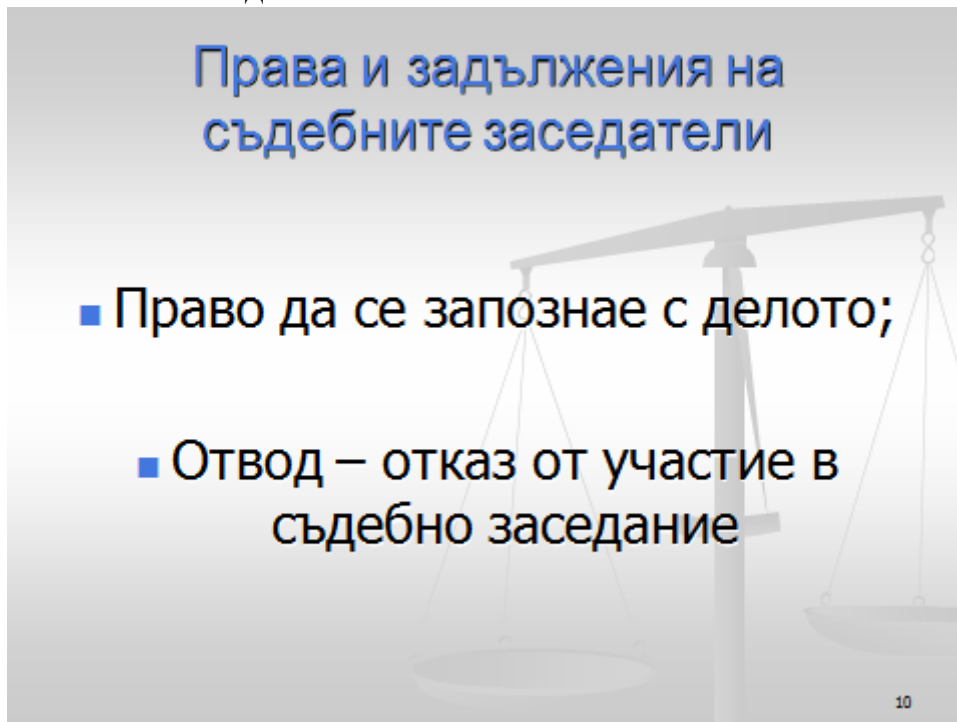 Права и задължения на
съдебните заседатели
Право да се запознае с делото;
Отвод – отказ от участие в
съдебно заседание
10